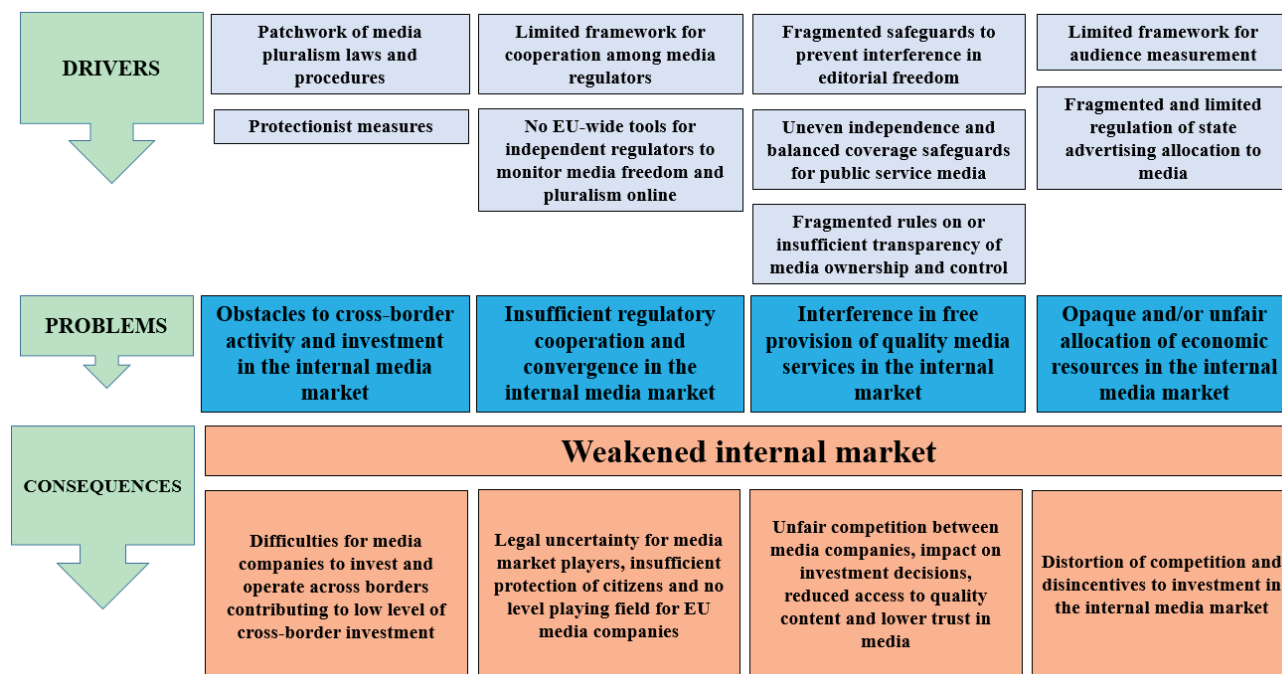 DRIVERS
Patchwork of media
pluralism laws and
procedures
Protectionist measures
Limited framework for
cooperation among media
regulators
No EU-wide tools for
independent regulators to
monitor media freedom and
pluralism online
Fragmented safeguards to
prevent interference in
editorial freedom
Uneven independence and
balanced coverage safeguards
for public service media
Fragmented rules on or
insufficient transparency of
media ownership and control
Limited framework for
audience measurement
Fragmented and limited
regulation of state
advertising allocation to
media
PROBLEMS
Obstacles to cross-border
activity and investment
in the internal media
market
Insufficient regulatory
cooperation and
convergence in the
internal media market
Interference in free
provision of quality media
services in the internal
market
Opaque and/or unfair
allocation of economic
resources in the internal
media market
CONSEQUENCES
Weakened internal market
Difficulties for media
companies to invest and
operate across borders
contributing to low level of
cross-border investment
Legal uncertainty for media
market players, insufficient
protection of citizens and no
level playing field for EU
media companies
Unfair competition between
media companies, impact on
investment decisions,
reduced access to quality
content and lower trust in
media
Distortion of competition and
disincentives to investment in
the internal media market